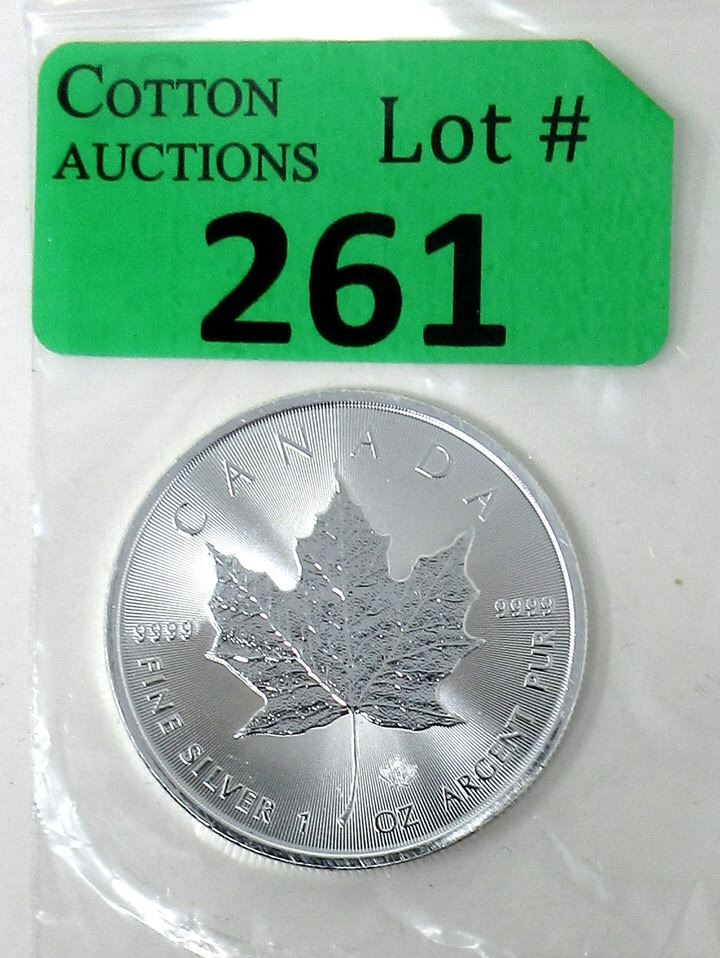 COTTON
AUCTIONS
Lot #
261
CANADA
9999
9999
FINE SILVER 1 OZ ARGENT PUR